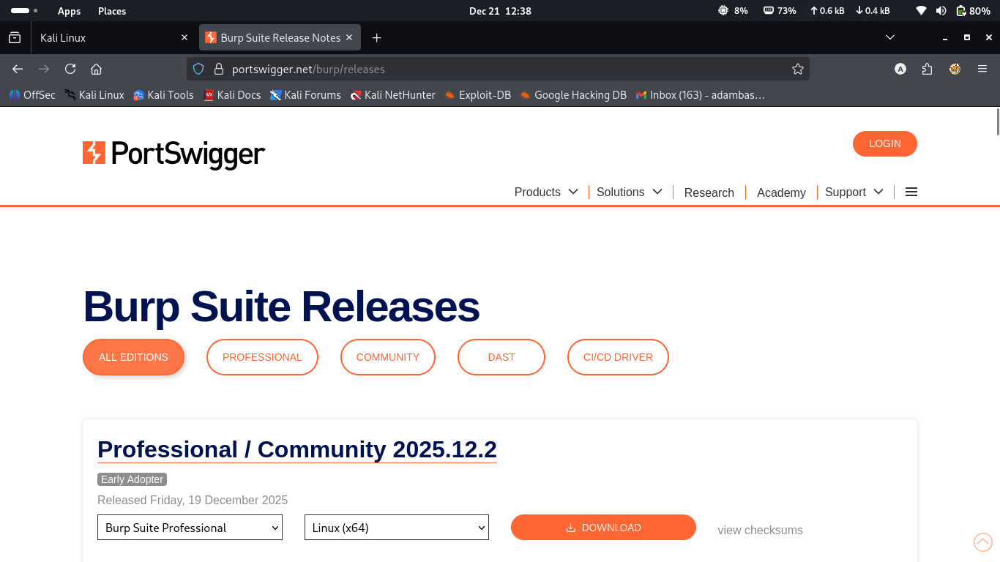 Apps Places Dec 21 12:38 8% 73% 0.6 kB 0.4 kB 80%
Kali Linux Burp Suite Release Notes
portswigger.net/burp/releases A
OffSec Kali Linux Kali Tools Kali Docs Kali Forums Kali NetHunter Exploit-DB Google Hacking DB Inbox (163) - adambas…
PortSwigger
LOGIN
Products Solutions Research Academy Support
Burp Suite Releases
ALL EDITIONS PROFESSIONAL COMMUNITY DAST CI/CD DRIVER
Professional / Community 2025.12.2
Early Adopter
Released Friday, 19 December 2025
Burp Suite Professional Linux (x64) DOWNLOAD view checksums